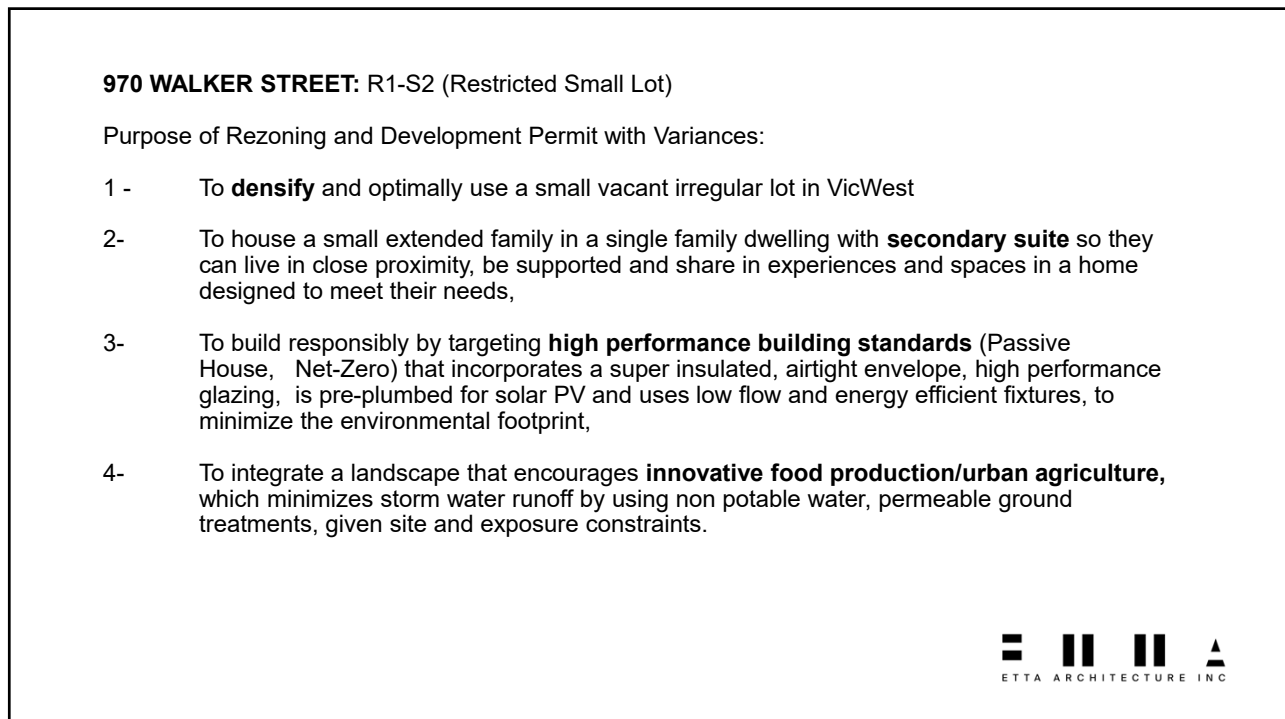 970 WALKER STREET: R1-S2 (Restricted Small Lot)
Purpose of Rezoning and Development Permit with Variances:
1 - To densify and optimally use a small vacant irregular lot in VicWest
2- To house a small extended family in a single family dwelling with secondary suite so they
can live in close proximity, be supported and share in experiences and spaces in a home
designed to meet their needs,
3- To build responsibly by targeting high performance building standards (Passive
House, Net-Zero) that incorporates a super insulated, airtight envelope, high performance
glazing, is pre-plumbed for solar PV and uses low flow and energy efficient fixtures, to
minimize the environmental footprint,
4- To integrate a landscape that encourages innovative food production/urban agriculture,
which minimizes storm water runoff by using non potable water, permeable ground
treatments, given site and exposure constraints.
ETTA ARCHITECTURE INC